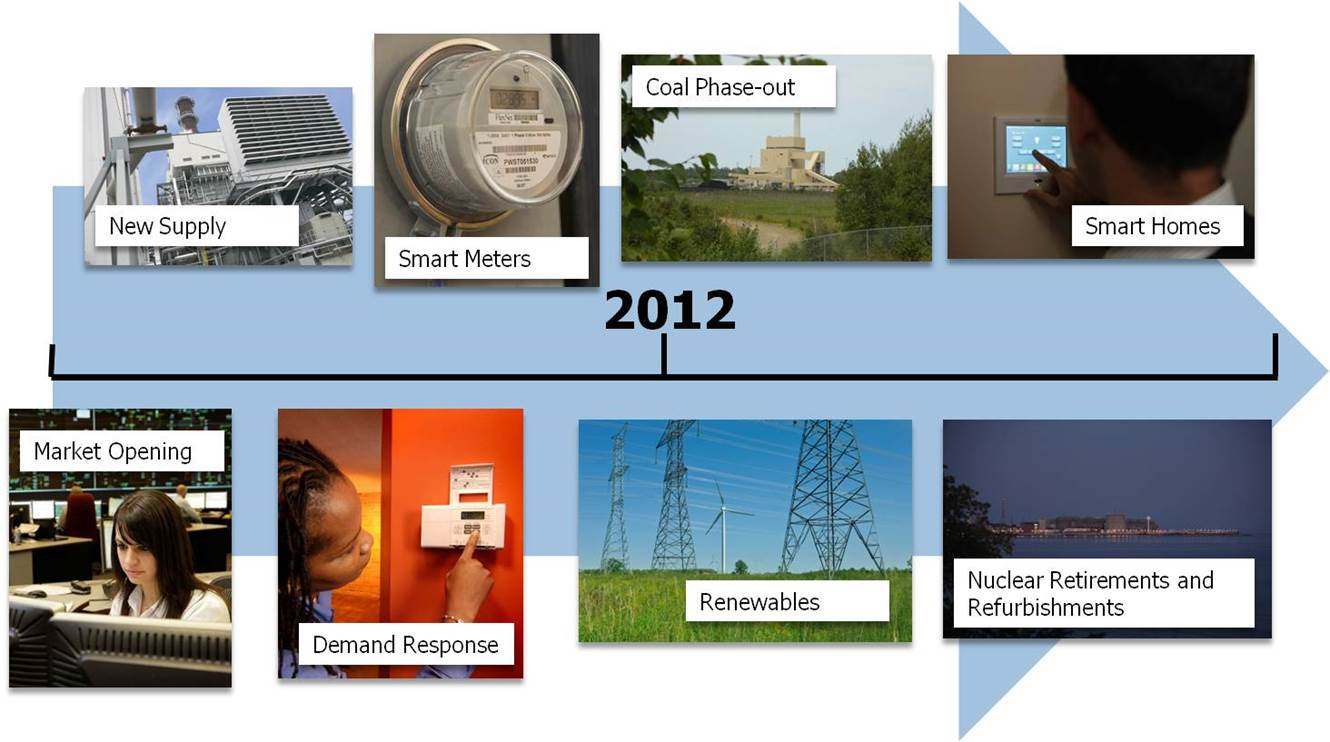 New Supply
Smart Meters
Coal Phase-out
Smart Homes
2012
Market Opening
Demand Response
Renewables
Nuclear Retirements and
Refurbishments